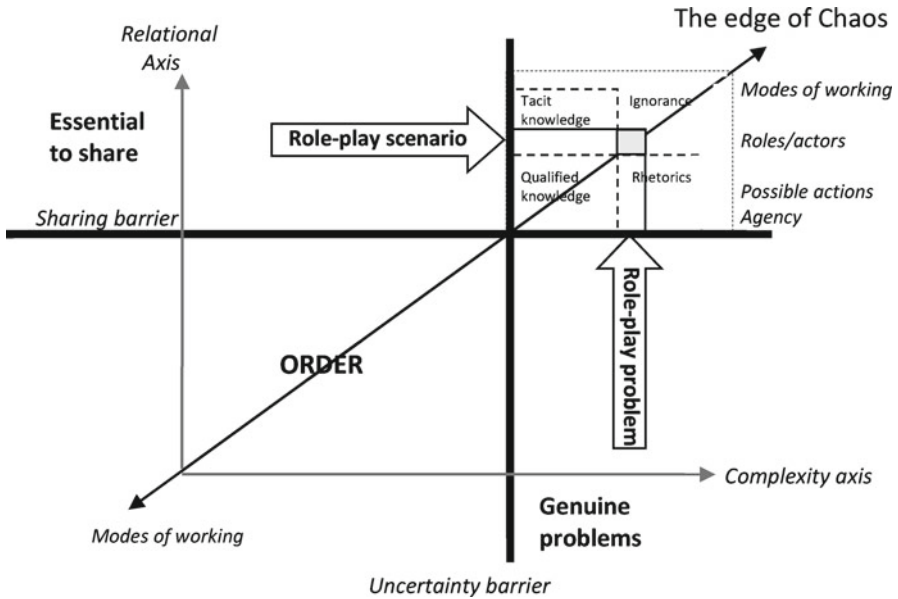 The edge of Chaos
Relational
Axis
Essential
to share
Role-play scenario
Tacit
knowledge
Ignorance
Modes of working
Roles/actors
Qualified
knowledge
Rhetorics
Possible actions
Agency
Sharing barrier
Role-play problem
ORDER
Complexity axis
Modes of working
Genuine
problems
Uncertainty barrier